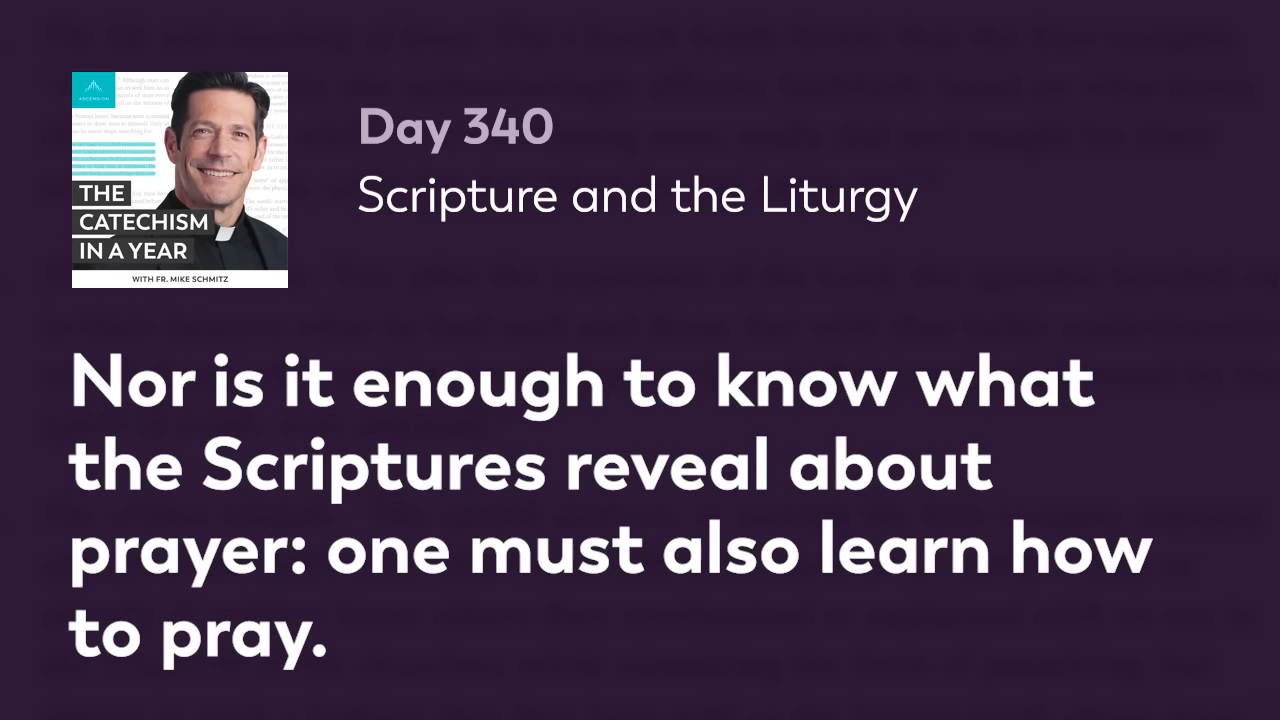 ASCENSION
THE
CATECHISM
IN A YEAR
WITH FR. MIKE SCHMITZ
Day 340
Scripture and the Liturgy
Nor is it enough to know what
the Scriptures reveal about
prayer: one must also learn how
to pray.